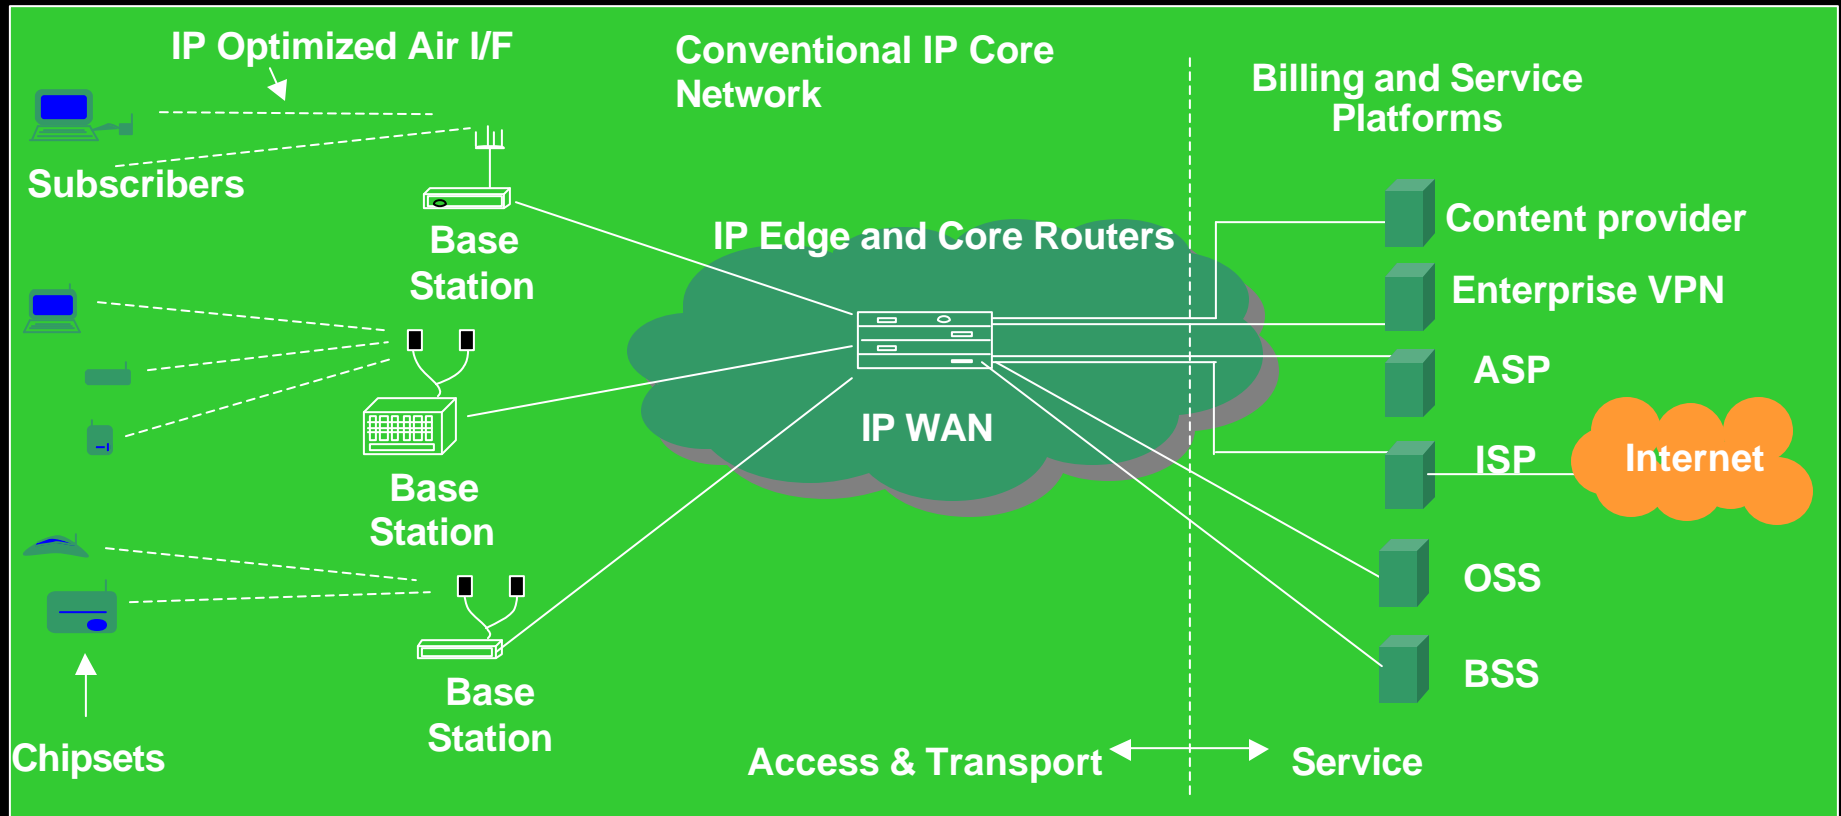 IP Optimized Air I/F
Conventional IP Core
Network
Billing and Service
Platforms
Subscribers
Base
Station
IP Edge and Core Routers
Content provider
Enterprise VPN
ASP
IP WAN
ISP
Internet
Base
Station
OSS
BSS
Base
Station
Chipsets
Access & Transport
Service